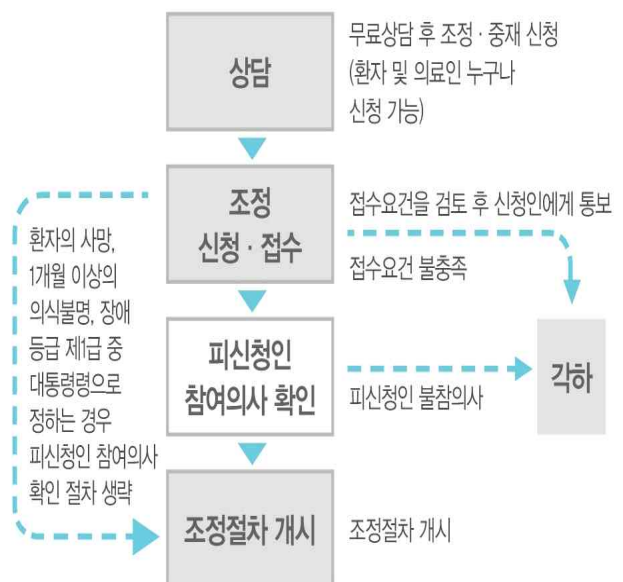 상담
무료상담 후 조정 · 중재 신청
(환자 및 의료인 누구나
신청 가능)
조정
신청 · 접수
접수요건을 검토 후 신청인에게 통보
접수요건 불충족
환자의 사망,
1개월 이상의
의식불명, 장애
등급 제1급 중
대통령령으로
정하는 경우
피신청인 참여의사
확인 절차 생략
피신청인
참여의사 확인
피신청인 불참의사
각하
조정절차 개시
조정절차 개시